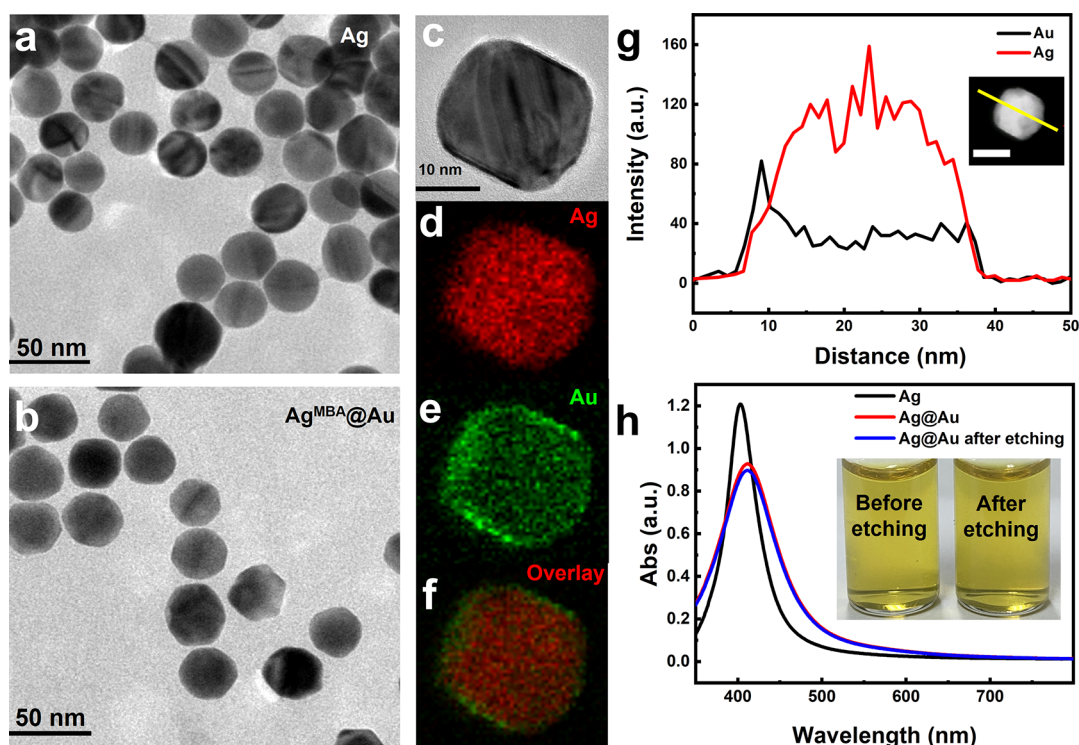 a
Ag
50 nm
b
Ag^MBA@Au
50 nm
c
10 nm
d
Ag
e
Au
f
Overlay
g
Au
Ag
160
120
80
40
0
Intensity (a.u.)
0 10 20 30 40 50
Distance (nm)
h
Ag
Ag@Au
Ag@Au after etching
Before
etching
After
etching
1.2
1.0
0.8
0.6
0.4
0.2
0.0
Abs (a.u.)
400 500 600 700
Wavelength (nm)